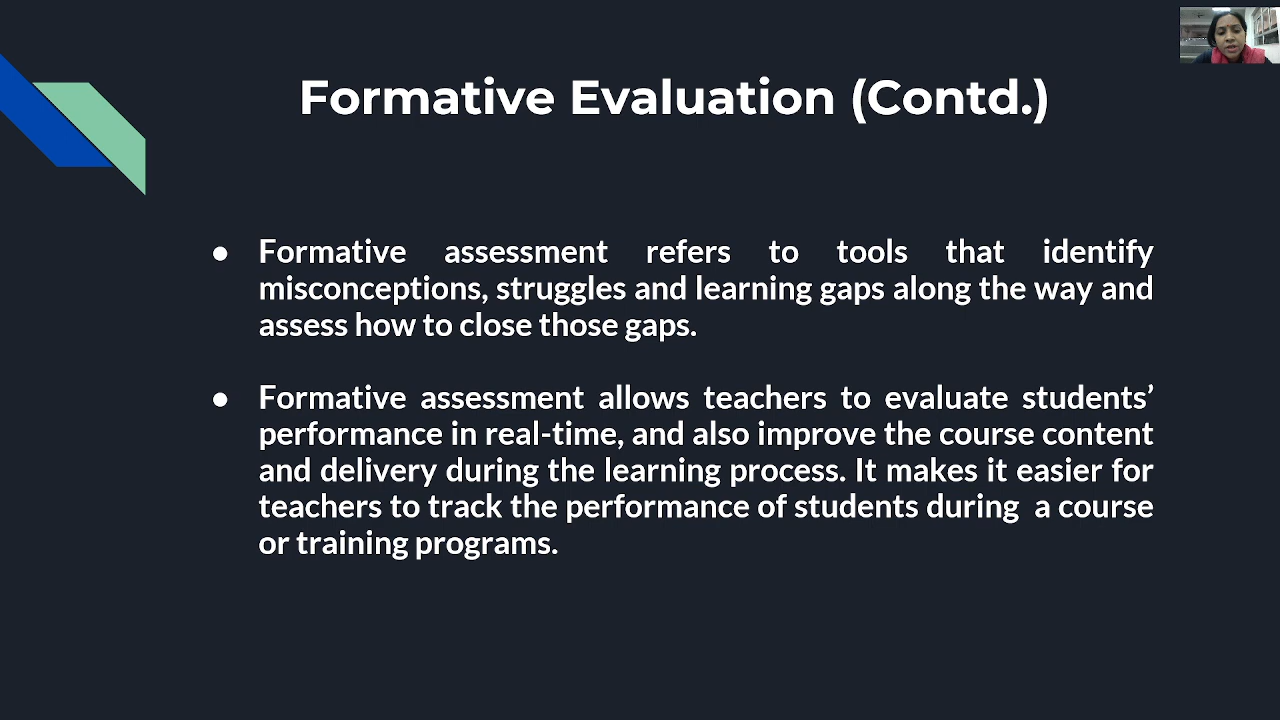 Formative Evaluation (Contd.)
● Formative assessment refers to tools that identify
misconceptions, struggles and learning gaps along the way and
assess how to close those gaps.
● Formative assessment allows teachers to evaluate students’
performance in real-time, and also improve the course content
and delivery during the learning process. It makes it easier for
teachers to track the performance of students during a course
or training programs.